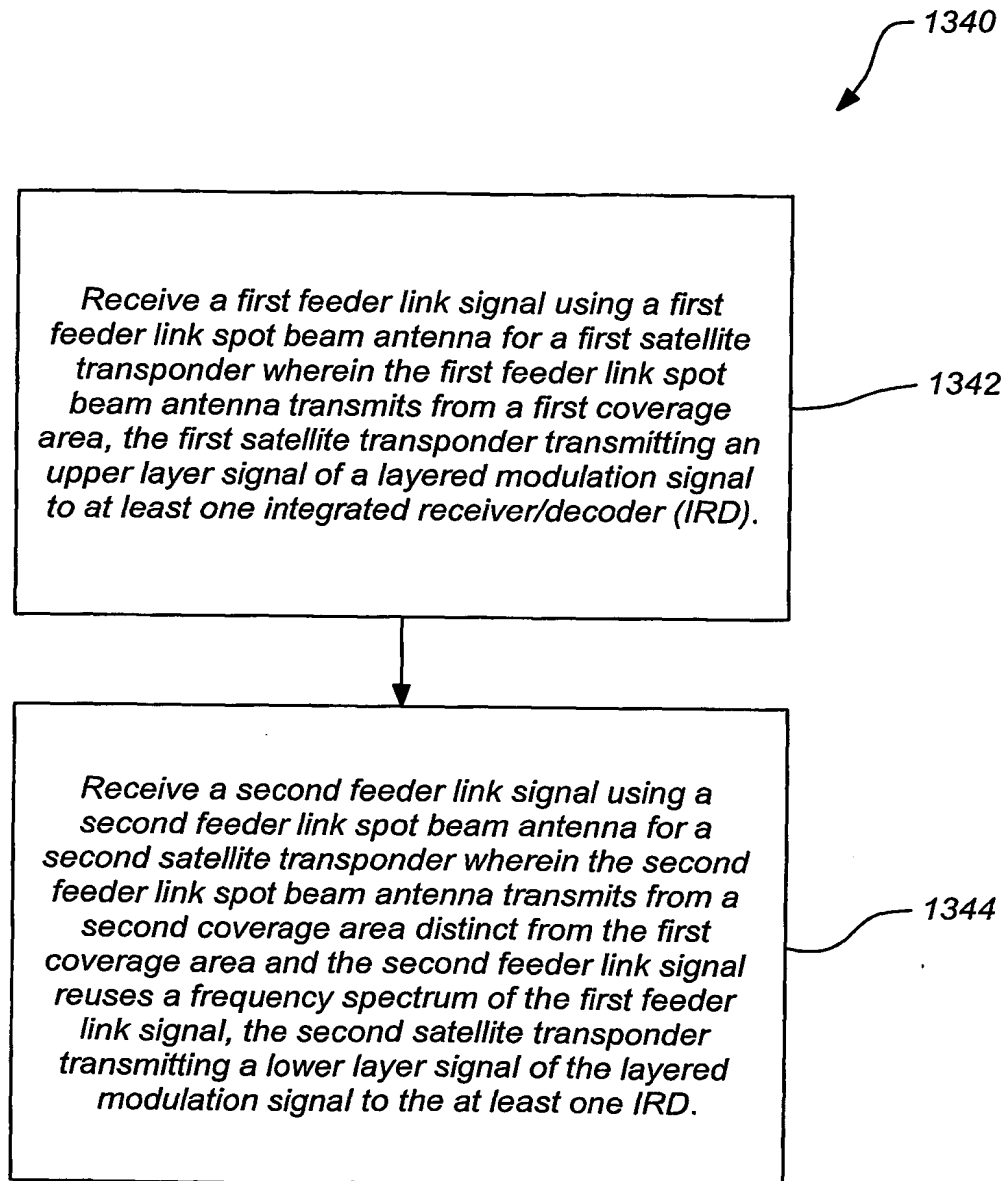 1340
Receive a first feeder link signal using a first
feeder link spot beam antenna for a first satellite
transponder wherein the first feeder link spot
beam antenna transmits from a first coverage
area, the first satellite transponder transmitting an
upper layer signal of a layered modulation signal
to at least one integrated receiver/decoder (IRD).
1342
Receive a second feeder link signal using a
second feeder link spot beam antenna for a
second satellite transponder wherein the second
feeder link spot beam antenna transmits from a
second coverage area distinct from the first
coverage area and the second feeder link signal
reuses a frequency spectrum of the first feeder
link signal, the second satellite transponder
transmitting a lower layer signal of the layered
modulation signal to the at least one IRD.
1344